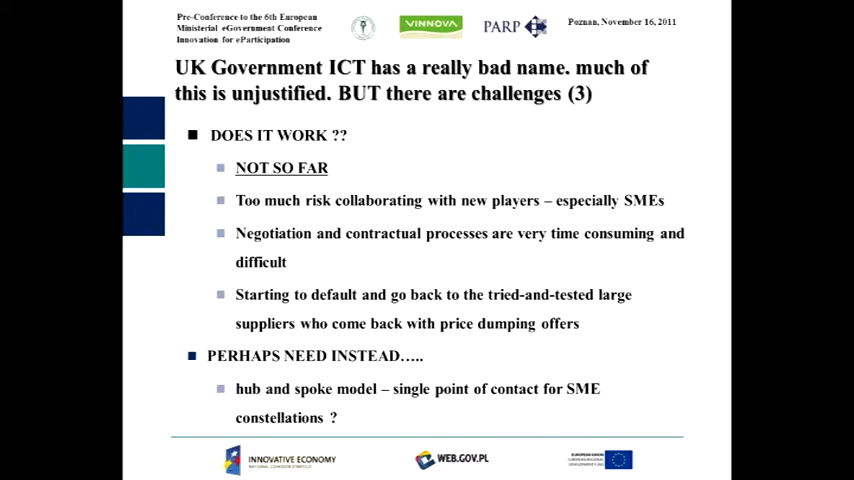 Pre-Conference to the 6th European
Ministerial eGovernment Conference
Innovation for eParticipation
VINNOVA
PARP
Poznan, November 16, 2011
UK Government ICT has a really bad name. much of
this is unjustified. BUT there are challenges (3)
DOES IT WORK ??
NOT SO FAR
Too much risk collaborating with new players – especially SMEs
Negotiation and contractual processes are very time consuming and
difficult
Starting to default and go back to the tried-and-tested large
suppliers who come back with price dumping offers
PERHAPS NEED INSTEAD…..
hub and spoke model – single point of contact for SME
constellations ?
INNOVATIVE ECONOMY
NATIONAL COHESION STRATEGY
WEB.GOV.PL
EUROPEAN UNION
EUROPEAN REGIONAL
DEVELOPMENT FUND